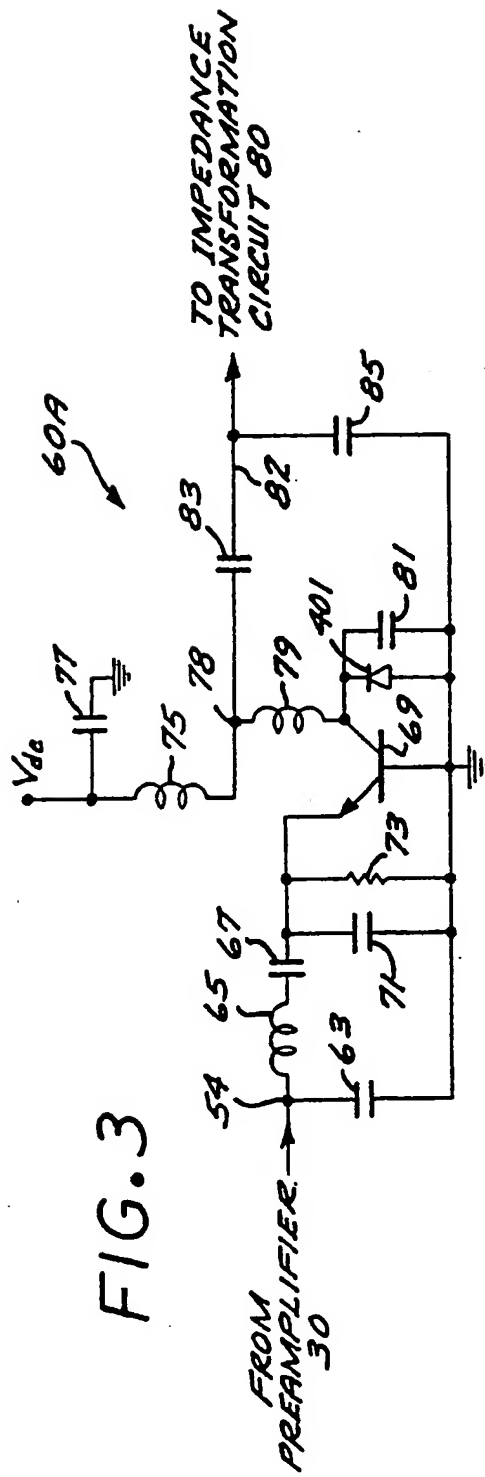 FIG.3
60A
Vdc
77
75
78
83
82
TO IMPEDANCE
TRANSFORMATION
CIRCUIT 80
85
79
401
81
69
73
71
67
65
63
54
FROM
PREAMPLIFIER
30